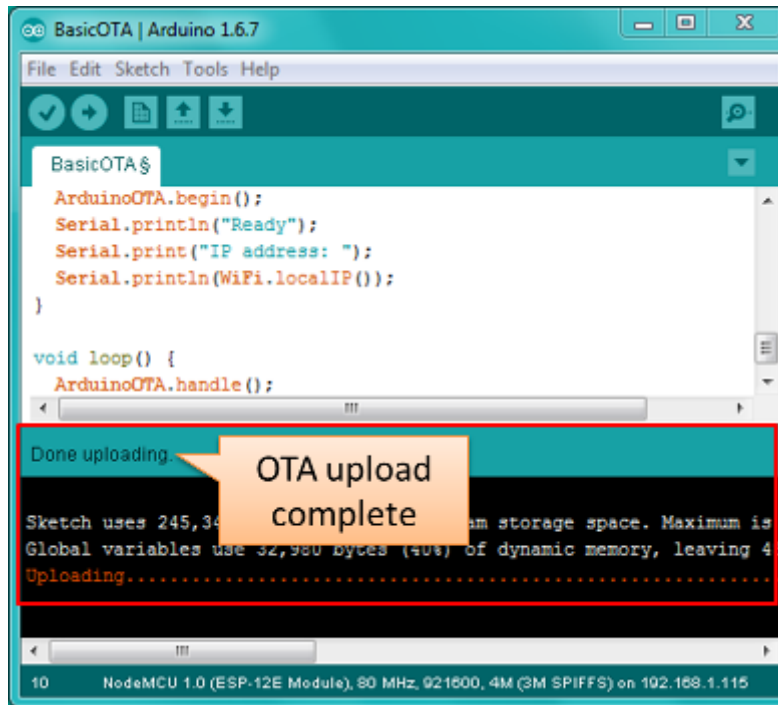 BasicOTA | Arduino 1.6.7
File Edit Sketch Tools Help
BasicOTA §
ArduinoOTA.begin();
Serial.println("Ready");
Serial.print("IP address: ");
Serial.println(WiFi.localIP());
}
void loop() {
ArduinoOTA.handle();
Done uploading.
OTA upload
complete
Sketch uses 245,34 am storage space. Maximum is
Global variables use 32,980 bytes (40%) of dynamic memory, leaving 4
Uploading......................................................................
10 NodeMCU 1.0 (ESP-12E Module), 80 MHz, 921600, 4M (3M SPIFFS) on 192.168.1.115